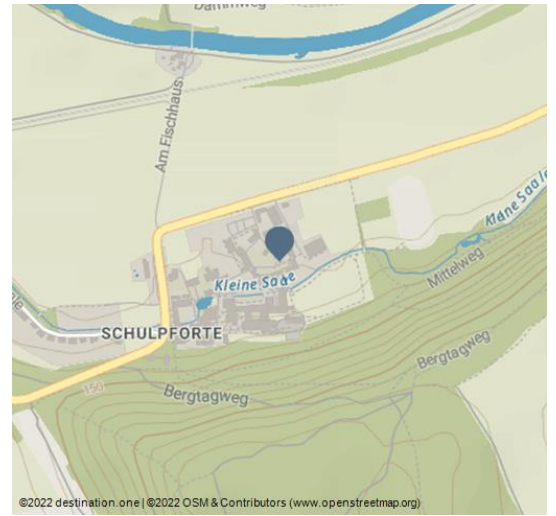 Dammweg
Am Fischhaus
Kleine Saale
Kleine Saale
Mittelweg
SCHULPFORTE
Bergtagweg
150
Bergtagweg
©2022 destination.one | ©2022 OSM & Contributors (www.openstreetmap.org)